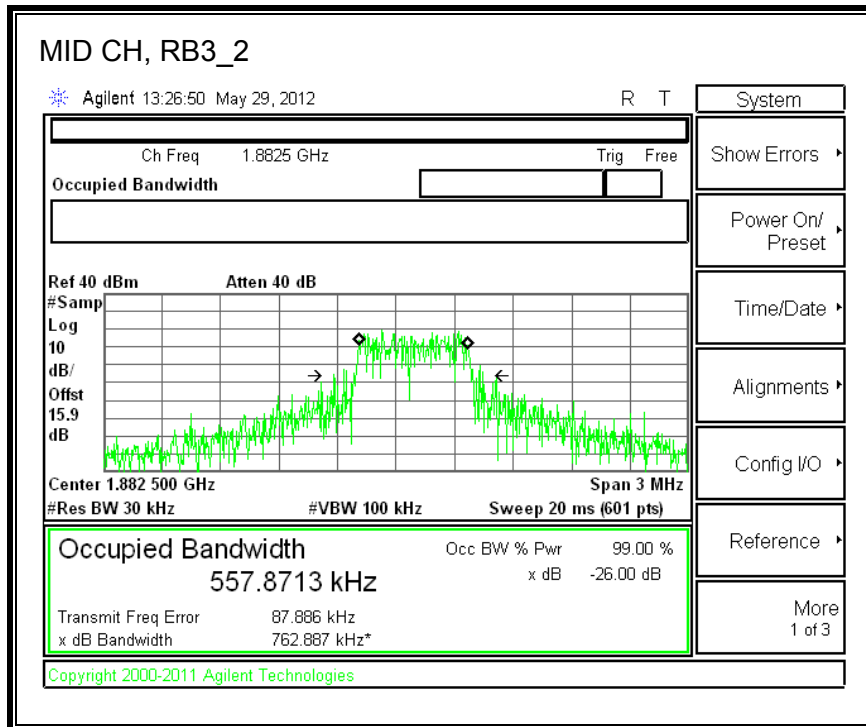 MID CH, RB3_2
Agilent 13:26:50 May 29, 2012 R T
System
Ch Freq 1.8825 GHz Trig Free
Occupied Bandwidth
Show Errors
Power On/
Preset
Time/Date
Alignments
Config I/O
Reference
More
1 of 3
Ref 40 dBm Atten 40 dB
#Samp
Log
10
dB/
Offst
15.9
dB
Center 1.882 500 GHz Span 3 MHz
#Res BW 30 kHz #VBW 100 kHz Sweep 20 ms (601 pts)
Occupied Bandwidth
557.8713 kHz
Occ BW % Pwr 99.00 %
x dB -26.00 dB
Transmit Freq Error 87.886 kHz
x dB Bandwidth 762.887 kHz*
Copyright 2000-2011 Agilent Technologies